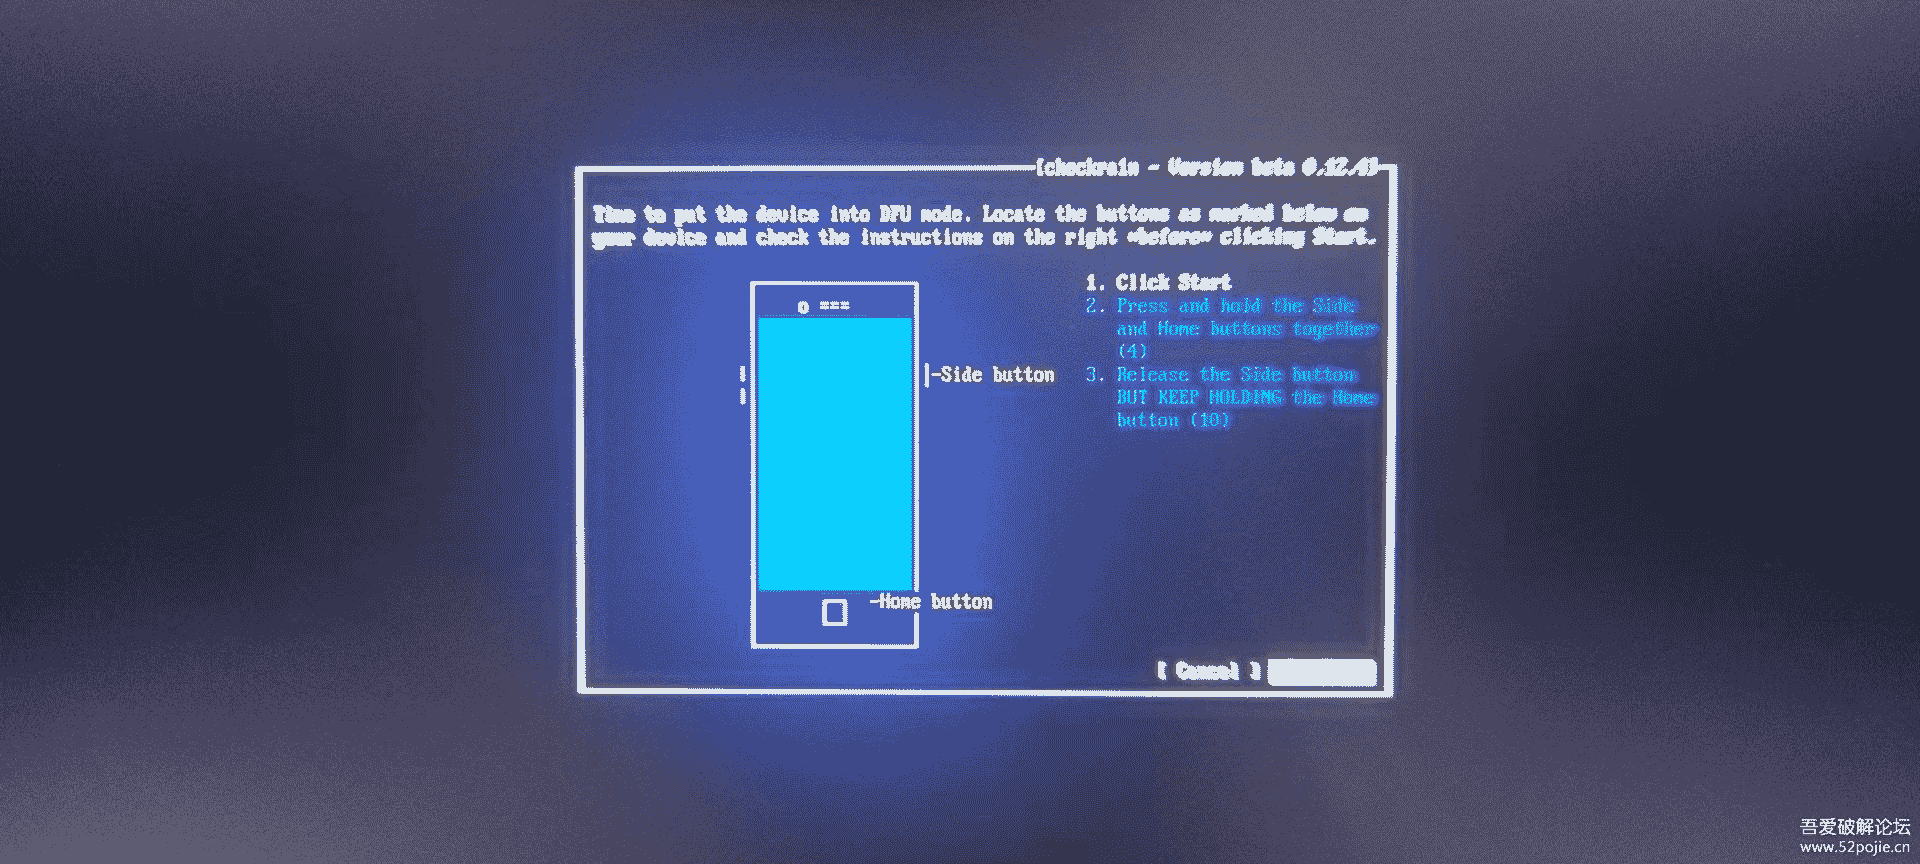 [checkra1n - Version beta 0.12.4]
Time to put the device into DFU mode. Locate the buttons as marked below on
your device and check the instructions on the right *before* clicking Start.
1. Click Start
2. Press and hold the Side
and Home buttons together
(4)
3. Release the Side button
BUT KEEP HOLDING the Home
button (10)
o ===
|-Side button
-Home button
[ Cancel ]
吾爱破解论坛
www.52pojie.cn